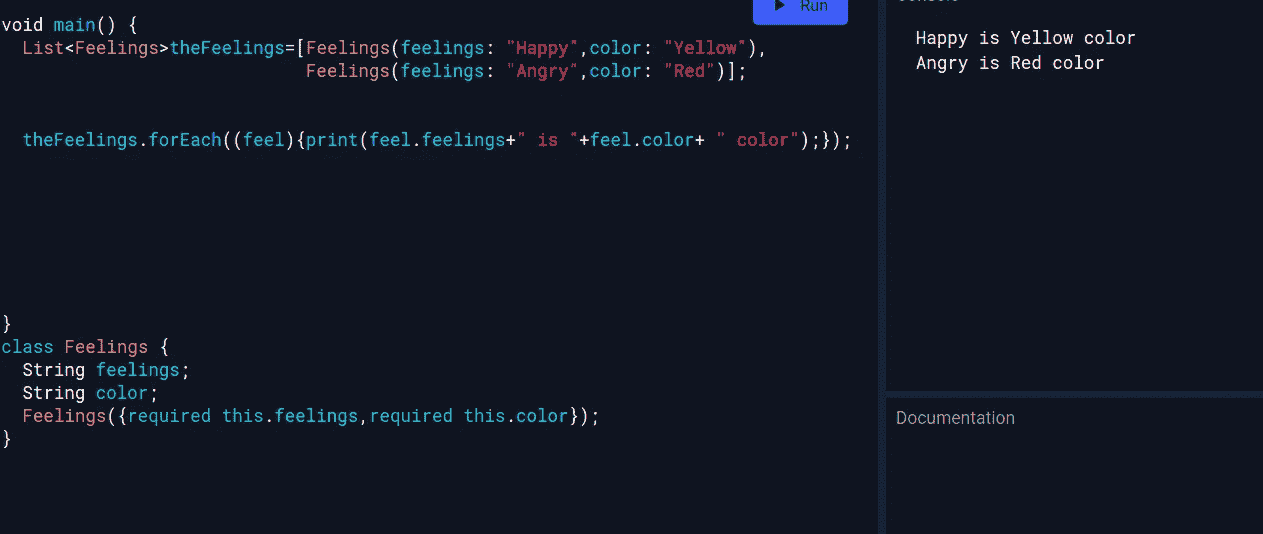 Run
void main() {
List<Feelings>theFeelings=[Feelings(feelings: "Happy",color: "Yellow"),
Feelings(feelings: "Angry",color: "Red")];
theFeelings.forEach((feel){print(feel.feelings+" is "+feel.color+ " color");});
}
class Feelings {
String feelings;
String color;
Feelings({required this.feelings,required this.color});
}
Happy is Yellow color
Angry is Red color
Documentation